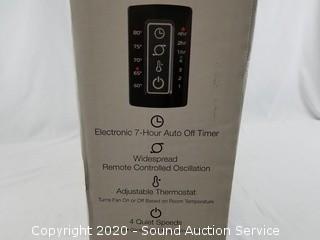 80°
75°
70°
65°
60°
4hr
2hr
1hr
4
3
2
1
Electronic 7-Hour Auto Off Timer
Widespread
Remote Controlled Oscillation
Adjustable Thermostat
Turns Fan On or Off Based on Room Temperature
4 Quiet Speeds
Copyright 2020 - Sound Auction Service